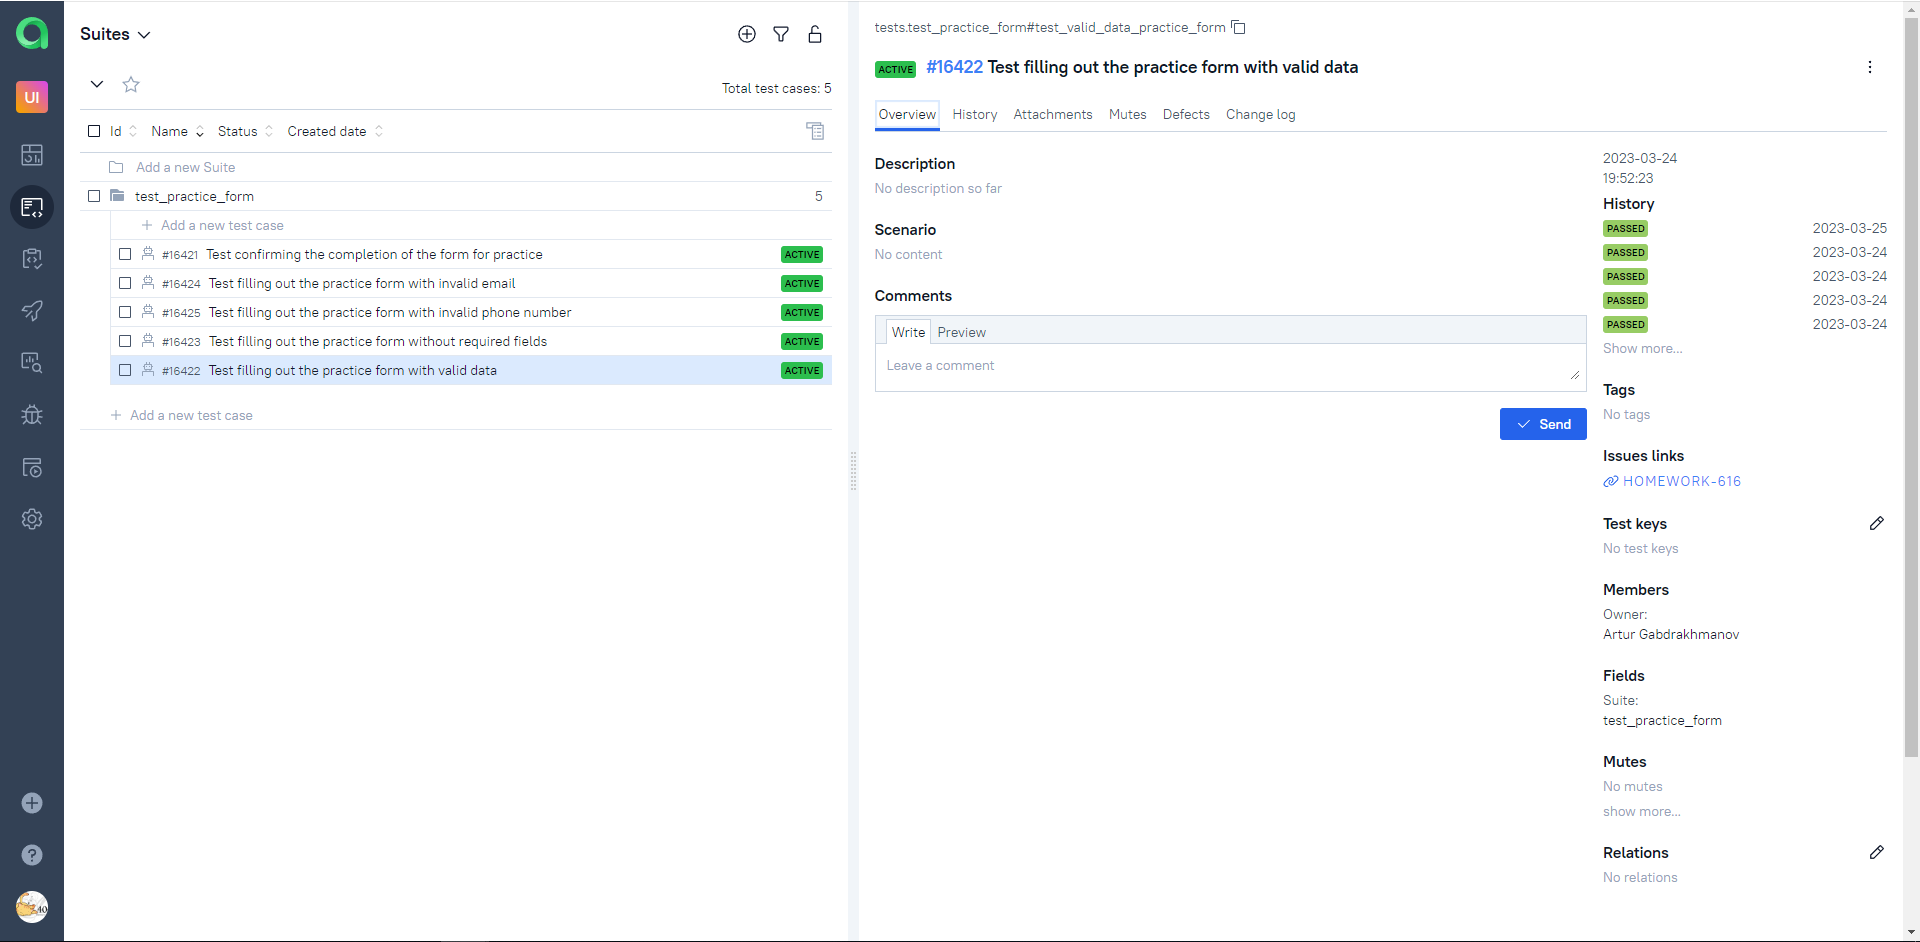 UI
Suites
Total test cases: 5
Id Name Status Created date
Add a new Suite
test_practice_form 5
Add a new test case
#16421 Test confirming the completion of the form for practice ACTIVE
#16424 Test filling out the practice form with invalid email ACTIVE
#16425 Test filling out the practice form with invalid phone number ACTIVE
#16423 Test filling out the practice form without required fields ACTIVE
#16422 Test filling out the practice form with valid data ACTIVE
Add a new test case
tests.test_practice_form#test_valid_data_practice_form
ACTIVE #16422 Test filling out the practice form with valid data
Overview History Attachments Mutes Defects Change log
Description
No description so far
Scenario
No content
Comments
Write Preview
Leave a comment
Send
2023-03-24
19:52:23
History
PASSED 2023-03-25
PASSED 2023-03-24
PASSED 2023-03-24
PASSED 2023-03-24
PASSED 2023-03-24
Show more...
Tags
No tags
Issues links
HOMEWORK-616
Test keys
No test keys
Members
Owner:
Artur Gabdrakhmanov
Fields
Suite:
test_practice_form
Mutes
No mutes
show more...
Relations
No relations